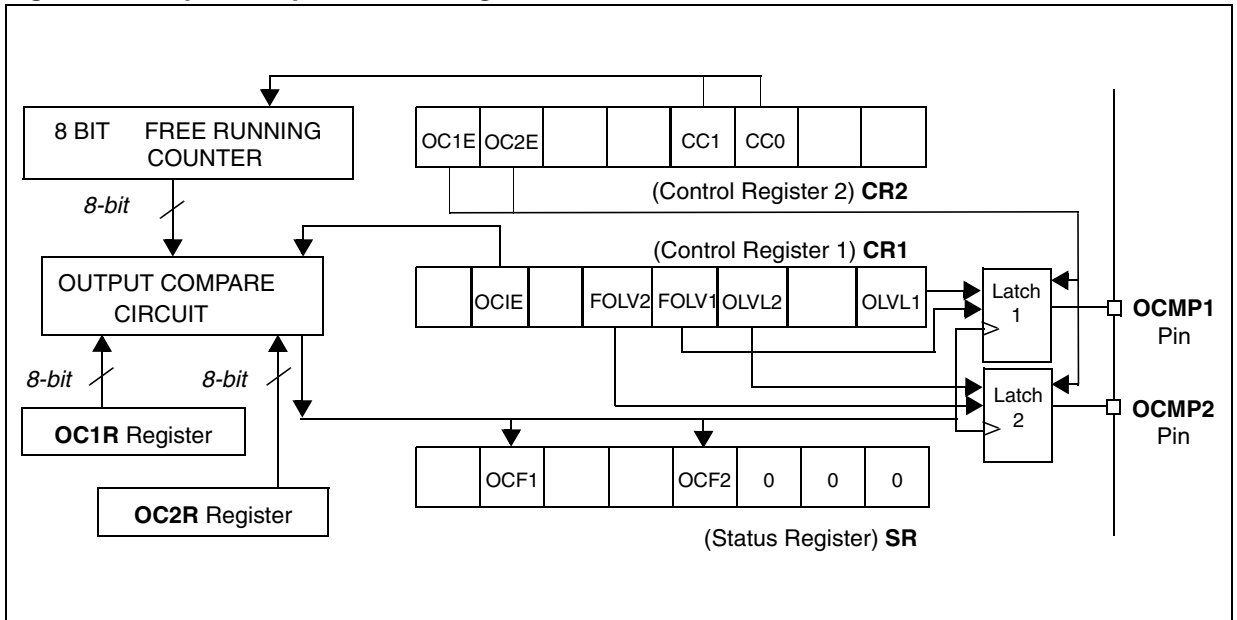 8 BIT FREE RUNNING
COUNTER
8-bit
OC1E OC2E CC1 CC0
(Control Register 2) CR2
(Control Register 1) CR1
OUTPUT COMPARE
CIRCUIT
OCIE FOLV2 FOLV1 OLVL2 OLVL1
Latch
1
OCMP1
Pin
8-bit
8-bit
Latch
2
OCMP2
Pin
OC1R Register
OCF1 OCF2 0 0 0
OC2R Register
(Status Register) SR